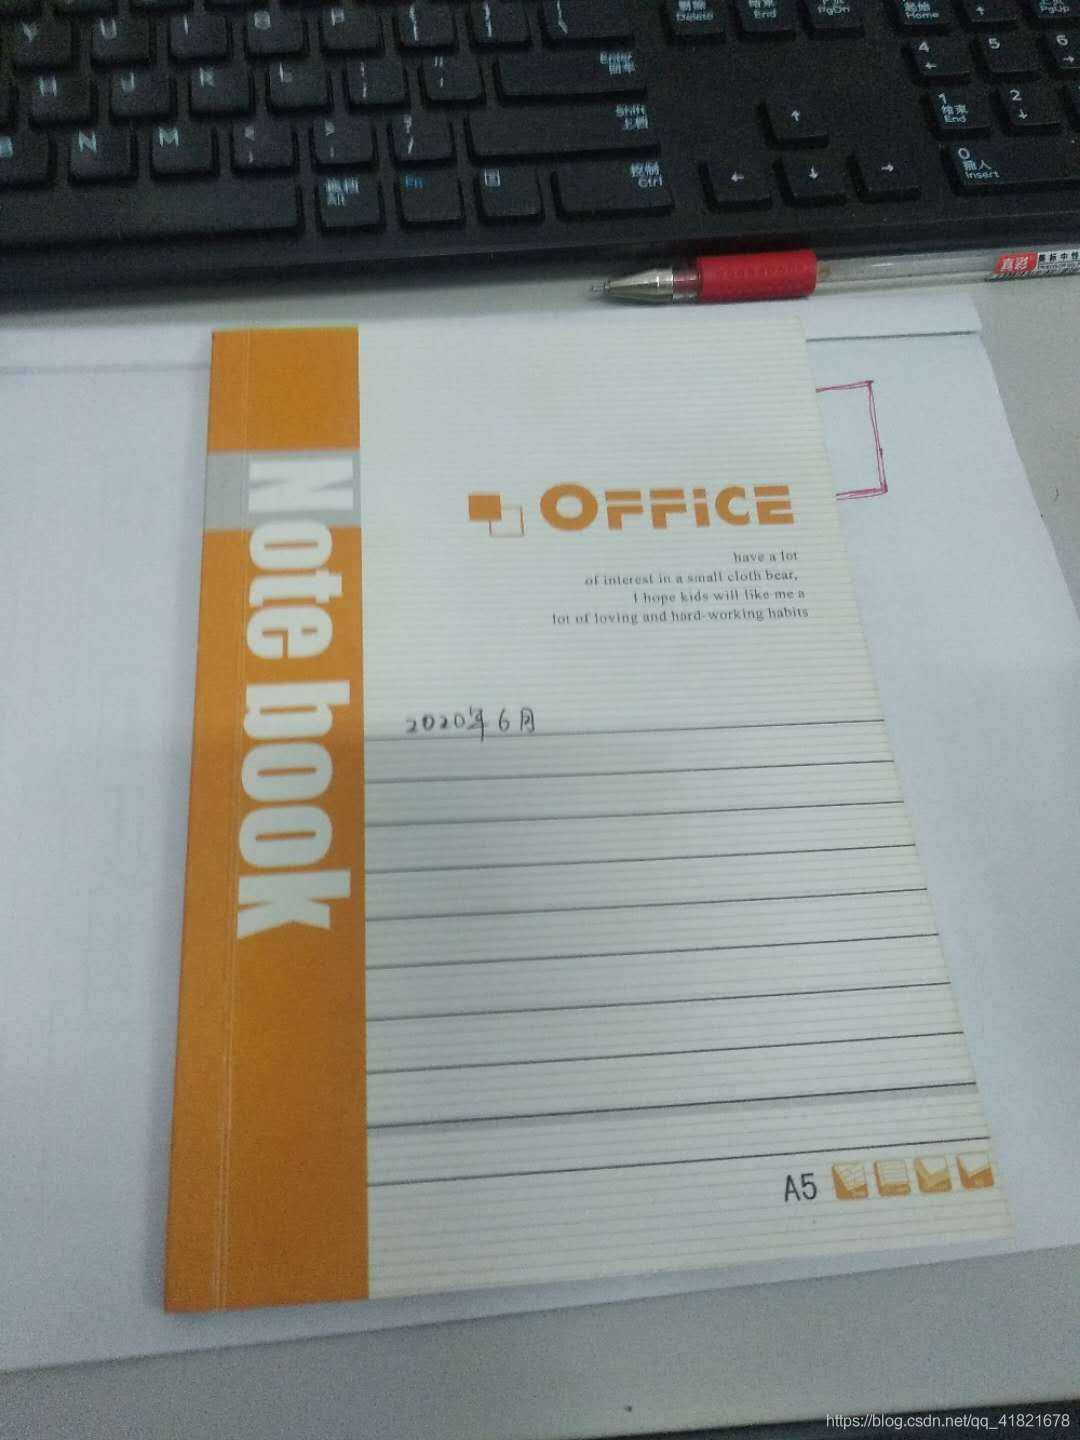 Y U I O P { } |
删除 Delete 结束 End PgDn 起始 Home PgUp
H J K L : ; " ' Enter 回车 4 5 6
B N M < , > . ? / Shift 上档 1 结束 End 2
Fn 控制 Ctrl 0 插入 Insert
真彩
Note book
OFFiCE
have a lot
of interest in a small cloth bear,
I hope kids will like me a
lot of loving and hard-working habits
2020年6月
A5
https://blog.csdn.net/qq_41821678